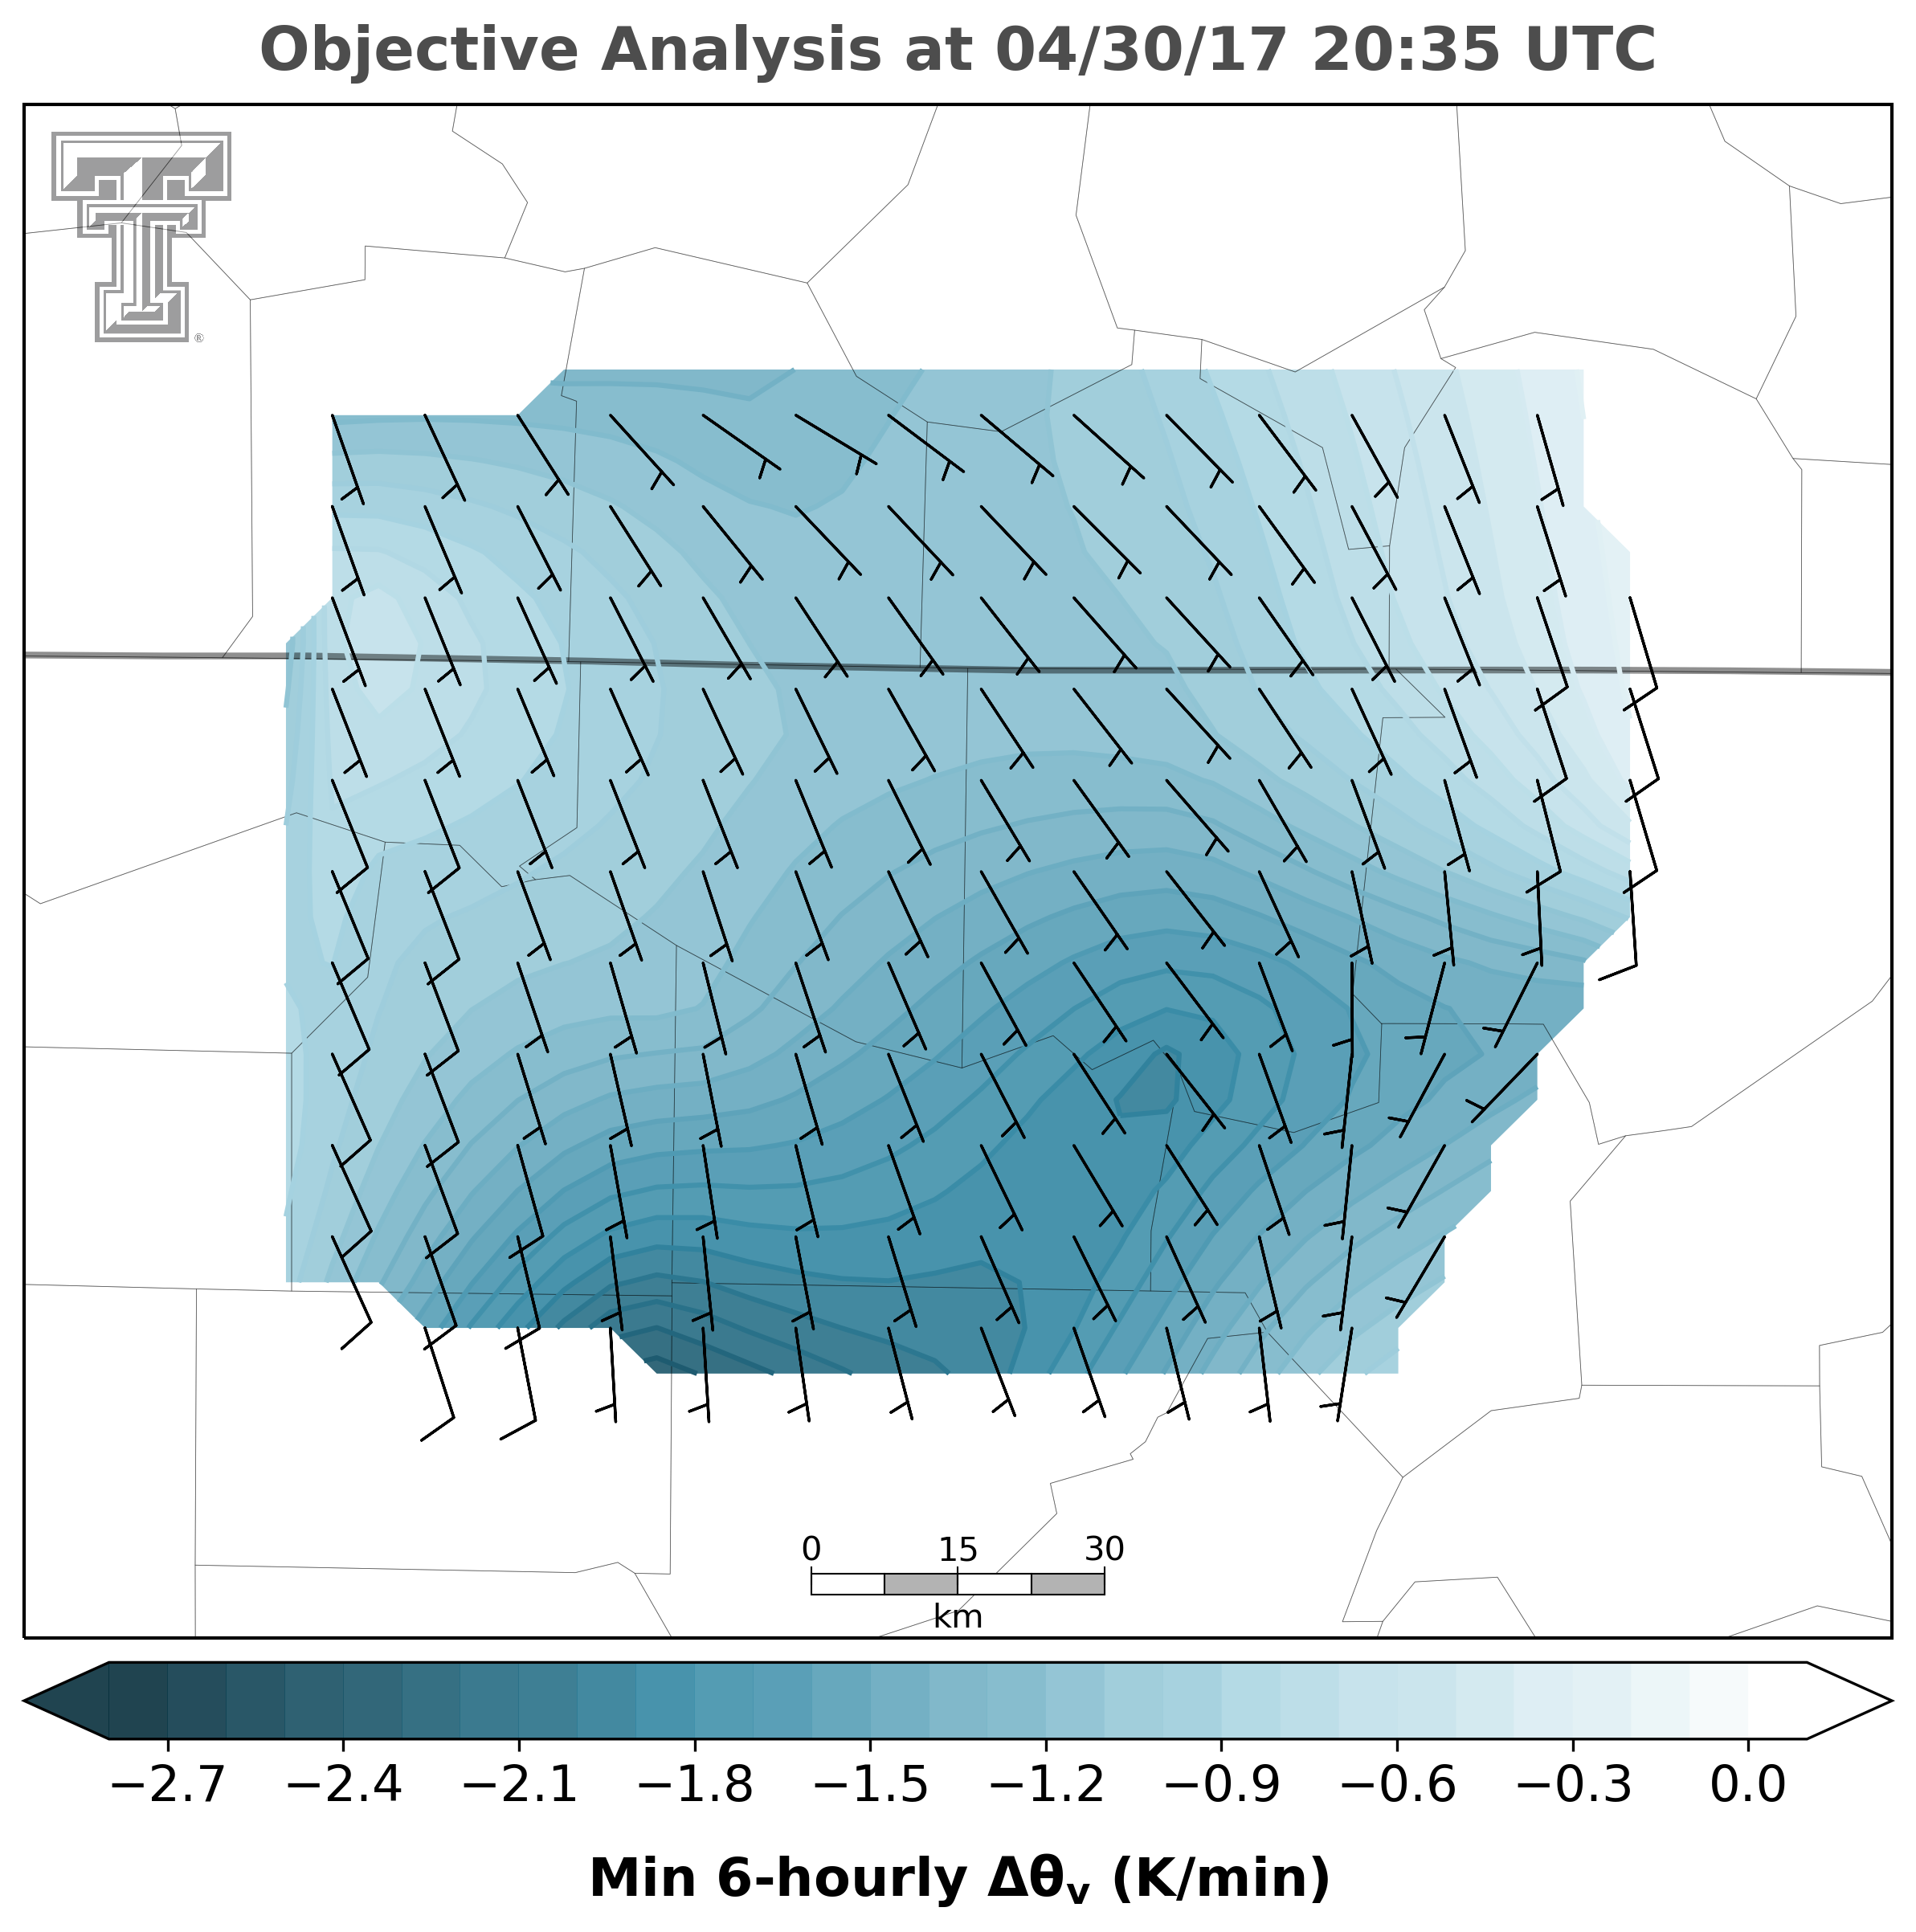 Objective Analysis at 04/30/17 20:35 UTC
®
0 15 30
km
−2.7 −2.4 −2.1 −1.8 −1.5 −1.2 −0.9 −0.6 −0.3 0.0
Min 6-hourly Δθᵥ (K/min)